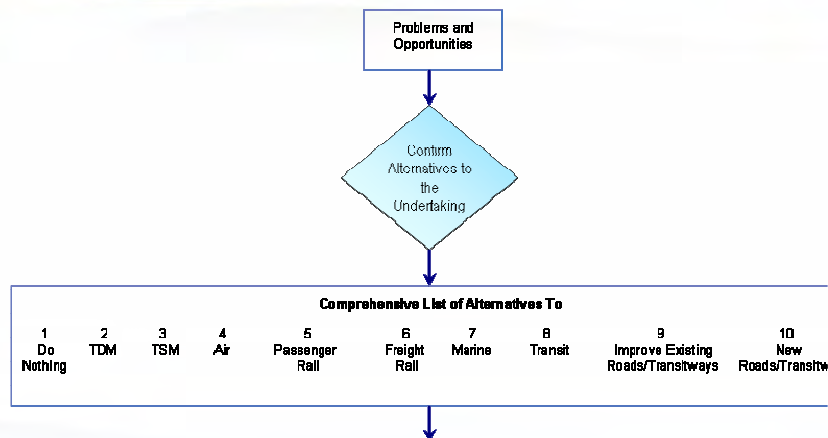 Problems and
Opportunities
Confirm
Alternatives to
the
Undertaking
Comprehensive List of Alternatives To
1 2 3 4 5 6 7 8 9 10
Do TDM TSM Air Passenger Freight Marine Transit Improve Existing New
Nothing Rail Rail Roads/Transitways Roads/Transitw